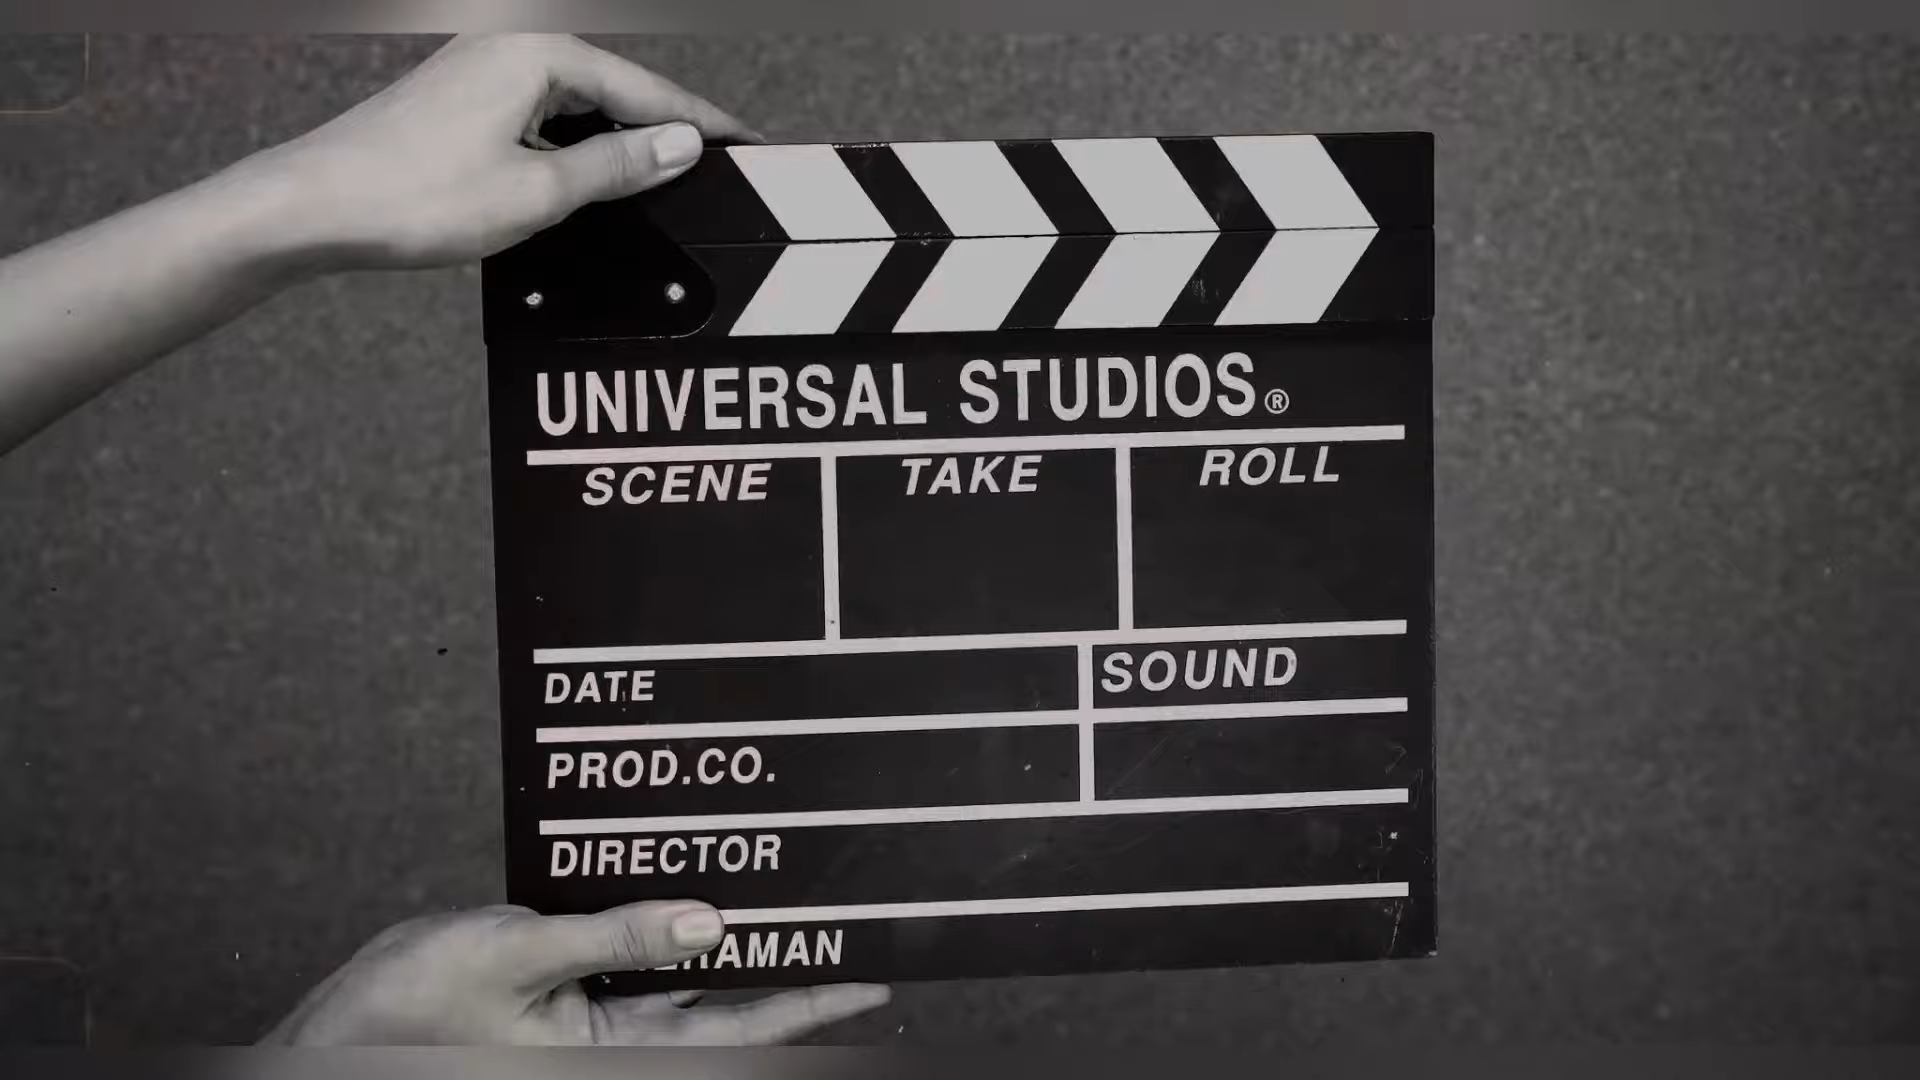 UNIVERSAL STUDIOS®
SCENE TAKE ROLL
DATE SOUND
PROD.CO.
DIRECTOR